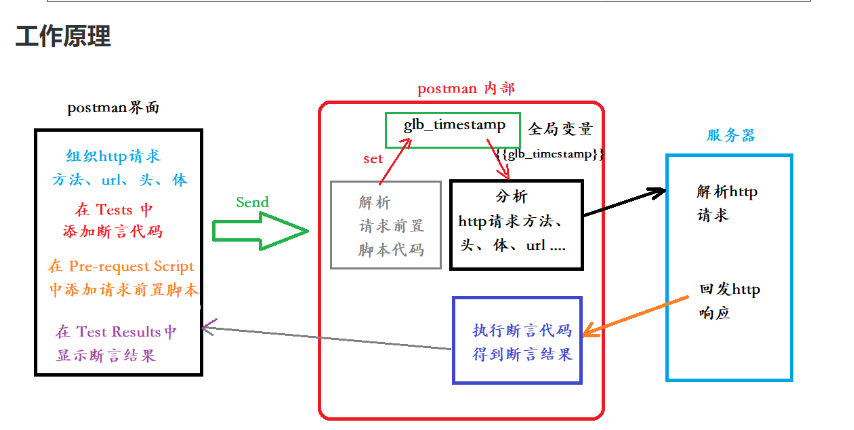 工作原理
postman界面
组织http请求
方法、url、头、体
在 Tests 中
添加断言代码
在 Pre-request Script
中添加请求前置脚本
在 Test Results中
显示断言结果
Send
postman 内部
glb_timestamp
全局变量
set
{{glb_timestamp}}
解析
请求前置
脚本代码
分析
http请求方法、
头、体、url ....
执行断言代码
得到断言结果
服务器
解析http
请求
回发http
响应